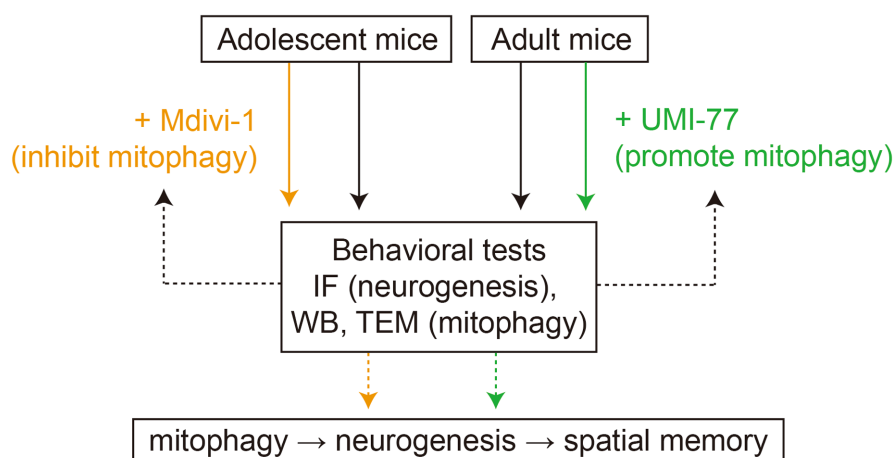 Adolescent mice
Adult mice
+ Mdivi-1
(inhibit mitophagy)
+ UMI-77
(promote mitophagy)
Behavioral tests
IF (neurogenesis),
WB, TEM (mitophagy)
mitophagy → neurogenesis → spatial memory